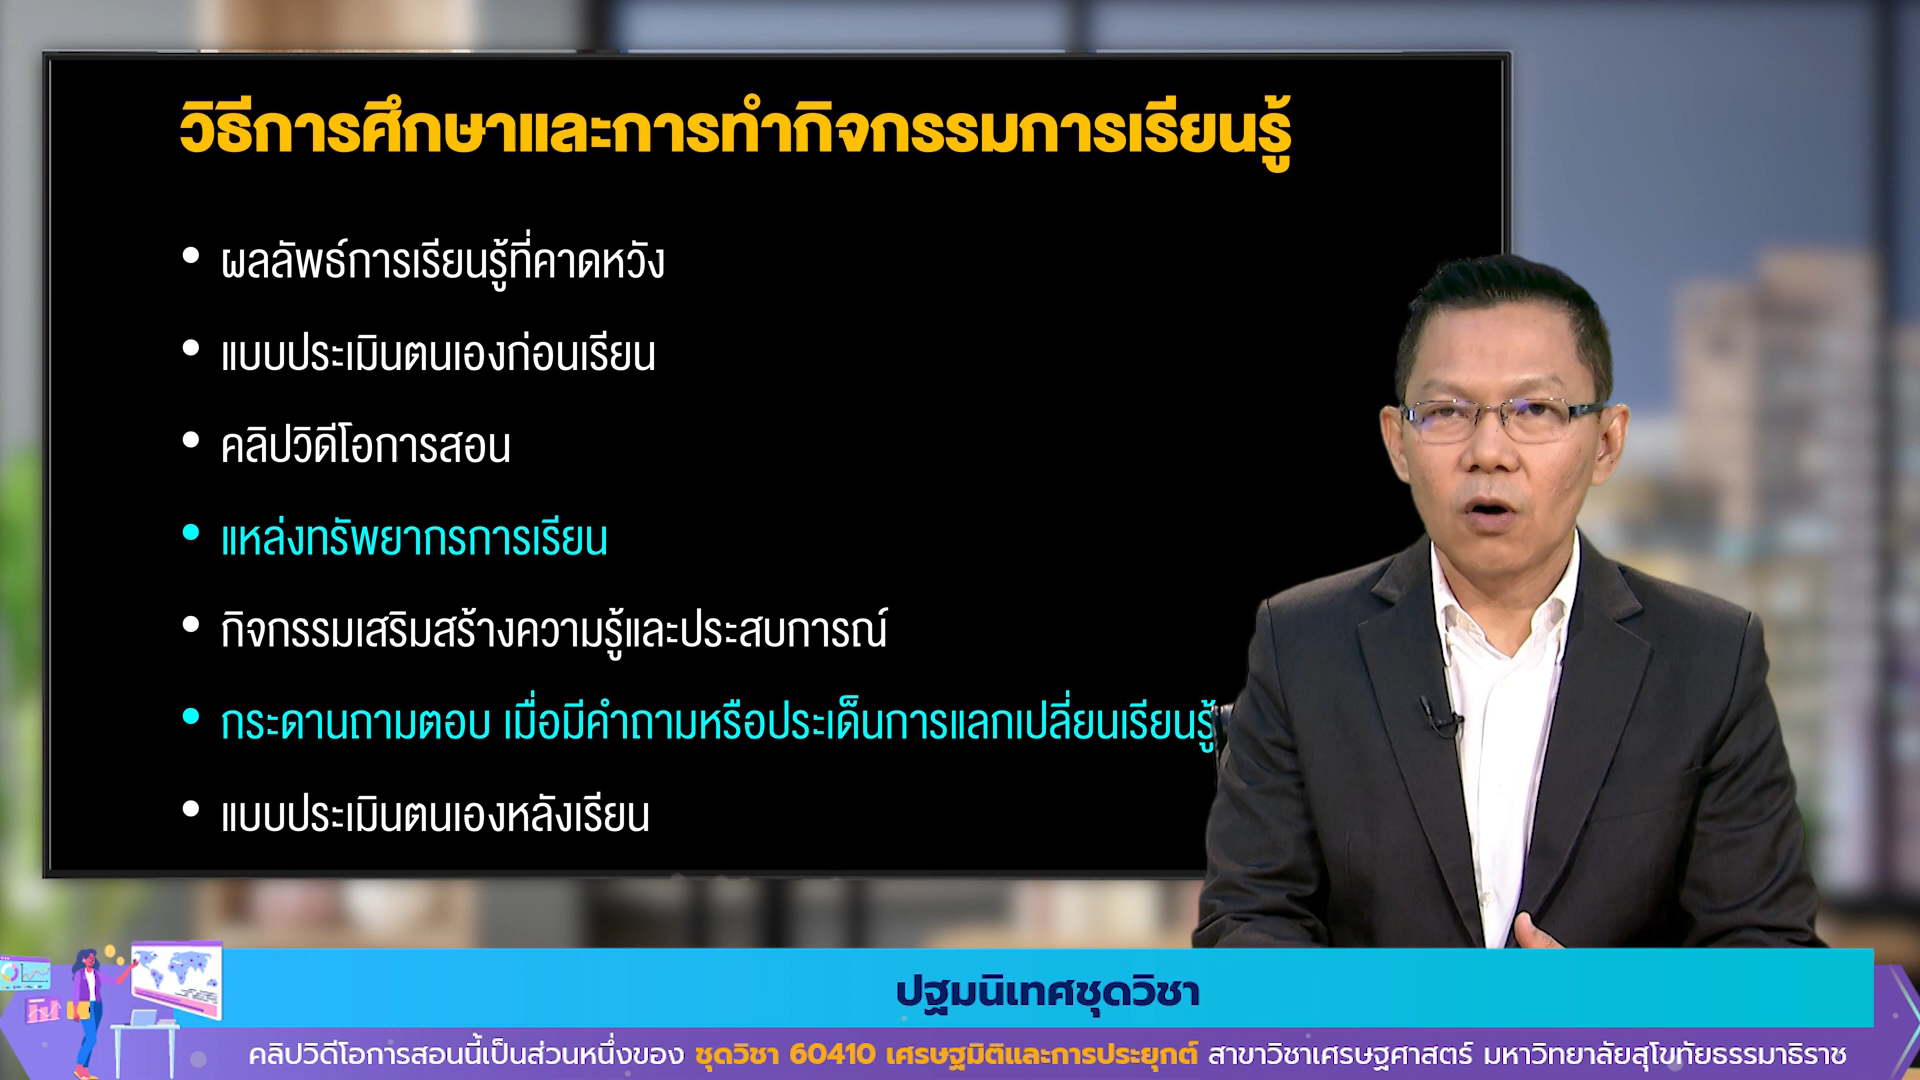 วิธีการศึกษาและการทำกิจกรรมการเรียนรู้
• ผลลัพธ์การเรียนรู้ที่คาดหวัง
• แบบประเมินตนเองก่อนเรียน
• คลิปวิดีโอการสอน
• แหล่งทรัพยากรการเรียน
• กิจกรรมเสริมสร้างความรู้และประสบการณ์
• กระดานถามตอบ เมื่อมีคำถามหรือประเด็นการแลกเปลี่ยนเรียนรู้
• แบบประเมินตนเองหลังเรียน
ปฐมนิเทศชุดวิชา
คลิปวิดีโอการสอนนี้เป็นส่วนหนึ่งของ ชุดวิชา 60410 เศรษฐมิติและการประยุกต์ สาขาวิชาเศรษฐศาสตร์ มหาวิทยาลัยสุโขทัยธรรมาธิราช